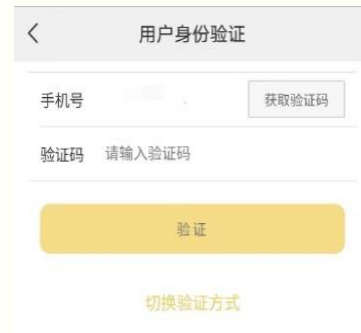 用户身份验证
手机号 获取验证码
验证码 请输入验证码
验证
切换验证方式